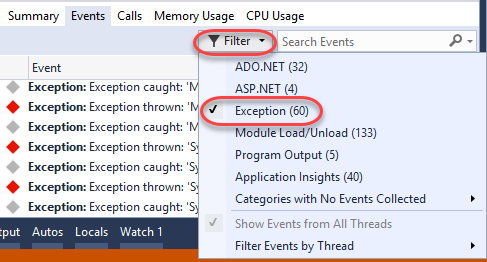 Summary Events Calls Memory Usage CPU Usage
Filter Search Events
Event
ADO.NET (32)
Exception: Exception caught: 'M
ASP.NET (4)
Exception: Exception thrown: 'M
Exception (60)
Exception: Exception caught: 'M
Module Load/Unload (133)
Exception: Exception thrown: 'Sy
Program Output (5)
Exception: Exception caught: 'Sy
Application Insights (40)
Exception: Exception thrown: 'Sy
Categories with No Events Collected
Exception: Exception caught: 'Sy
Show Events from All Threads
tput Autos Locals Watch 1
Filter Events by Thread